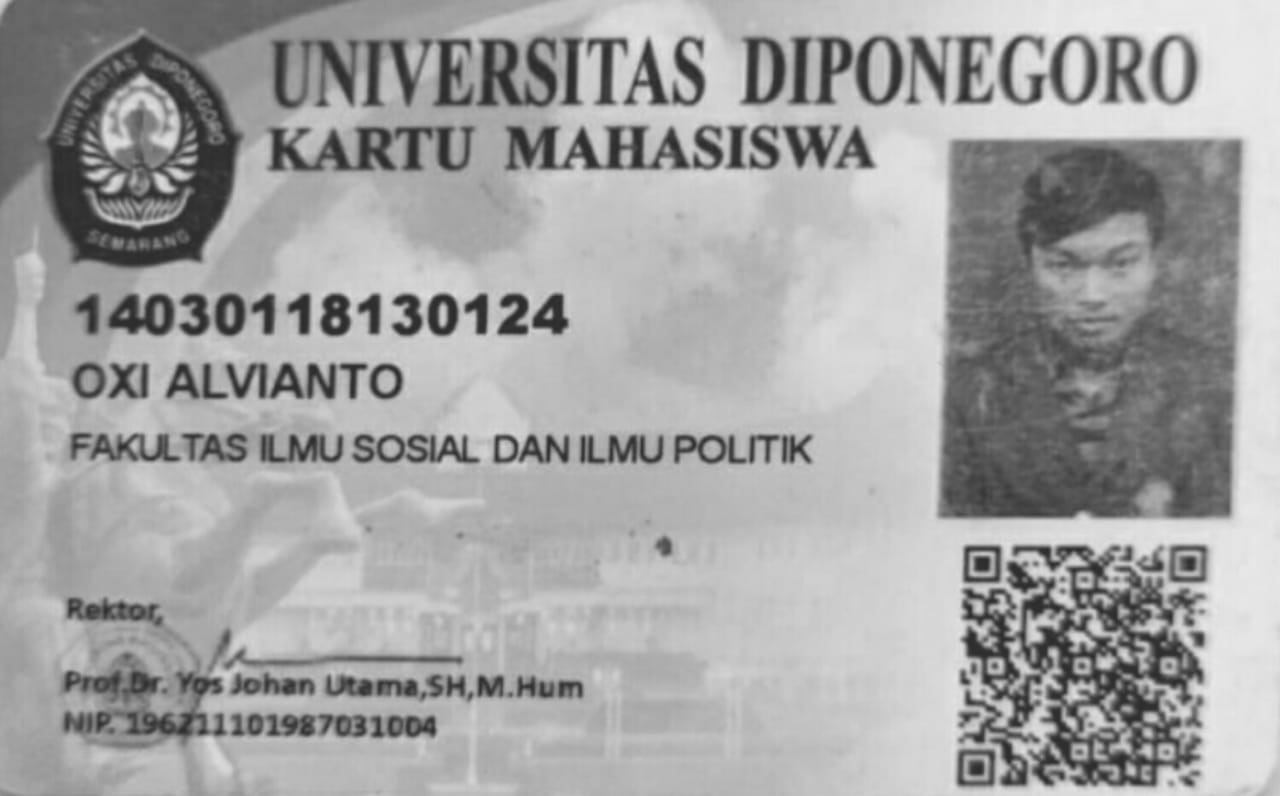 UNIVERSITAS DIPONEGORO
KARTU MAHASISWA
UNIVERSITAS DIPONEGORO
SEMARANG
14030118130124
OXI ALVIANTO
FAKULTAS ILMU SOSIAL DAN ILMU POLITIK
Rektor,
Prof.Dr. Yos Johan Utama,SH,M.Hum
NIP. 196211101987031004